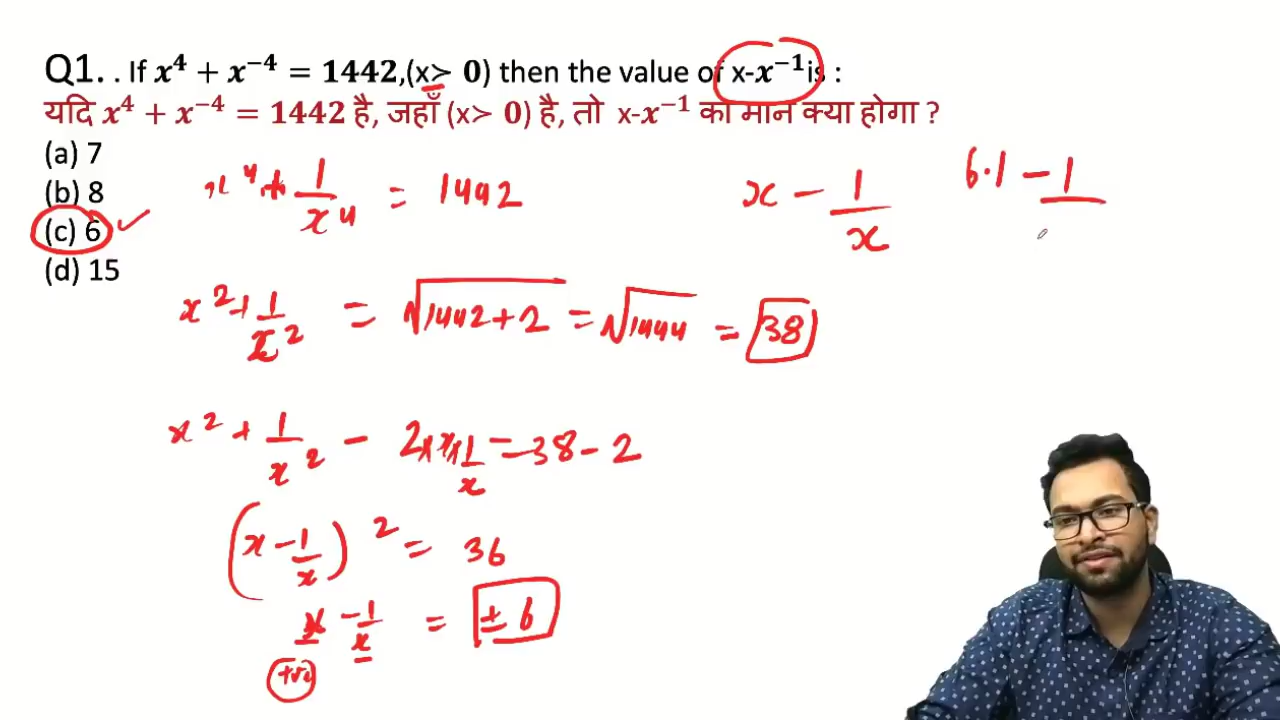 Q1. . If x⁴ + x⁻⁴ = 1442,(x≻ 0) then the value of x-x⁻¹is :
यदि x⁴ + x⁻⁴ = 1442 है, जहाँ (x≻ 0) है, तो x-x⁻¹ का मान क्या होगा ?
(a) 7
(b) 8
(c) 6 ✓
(d) 15
x⁴ + 1/x⁴ = 1442
x - 1/x
6.1 - 1
x² + 1/x² = √1442+2 = √1444 = 38
x² + 1/x² - 2×x×1/x = 38-2
(x - 1/x)² = 36
x - 1/x = ±6
+ve